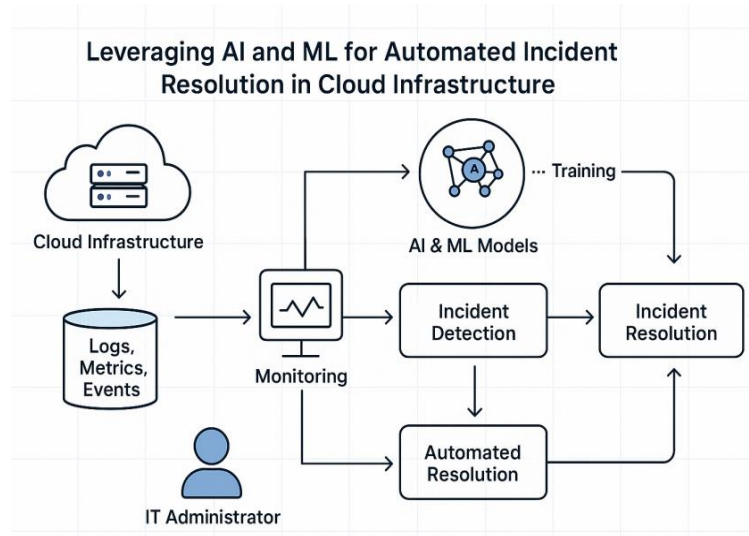 Leveraging AI and ML for Automated Incident
Resolution in Cloud Infrastructure
Cloud Infrastructure
Logs,
Metrics,
Events
Monitoring
IT Administrator
A
AI & ML Models
... Training
Incident
Detection
Automated
Resolution
Incident
Resolution